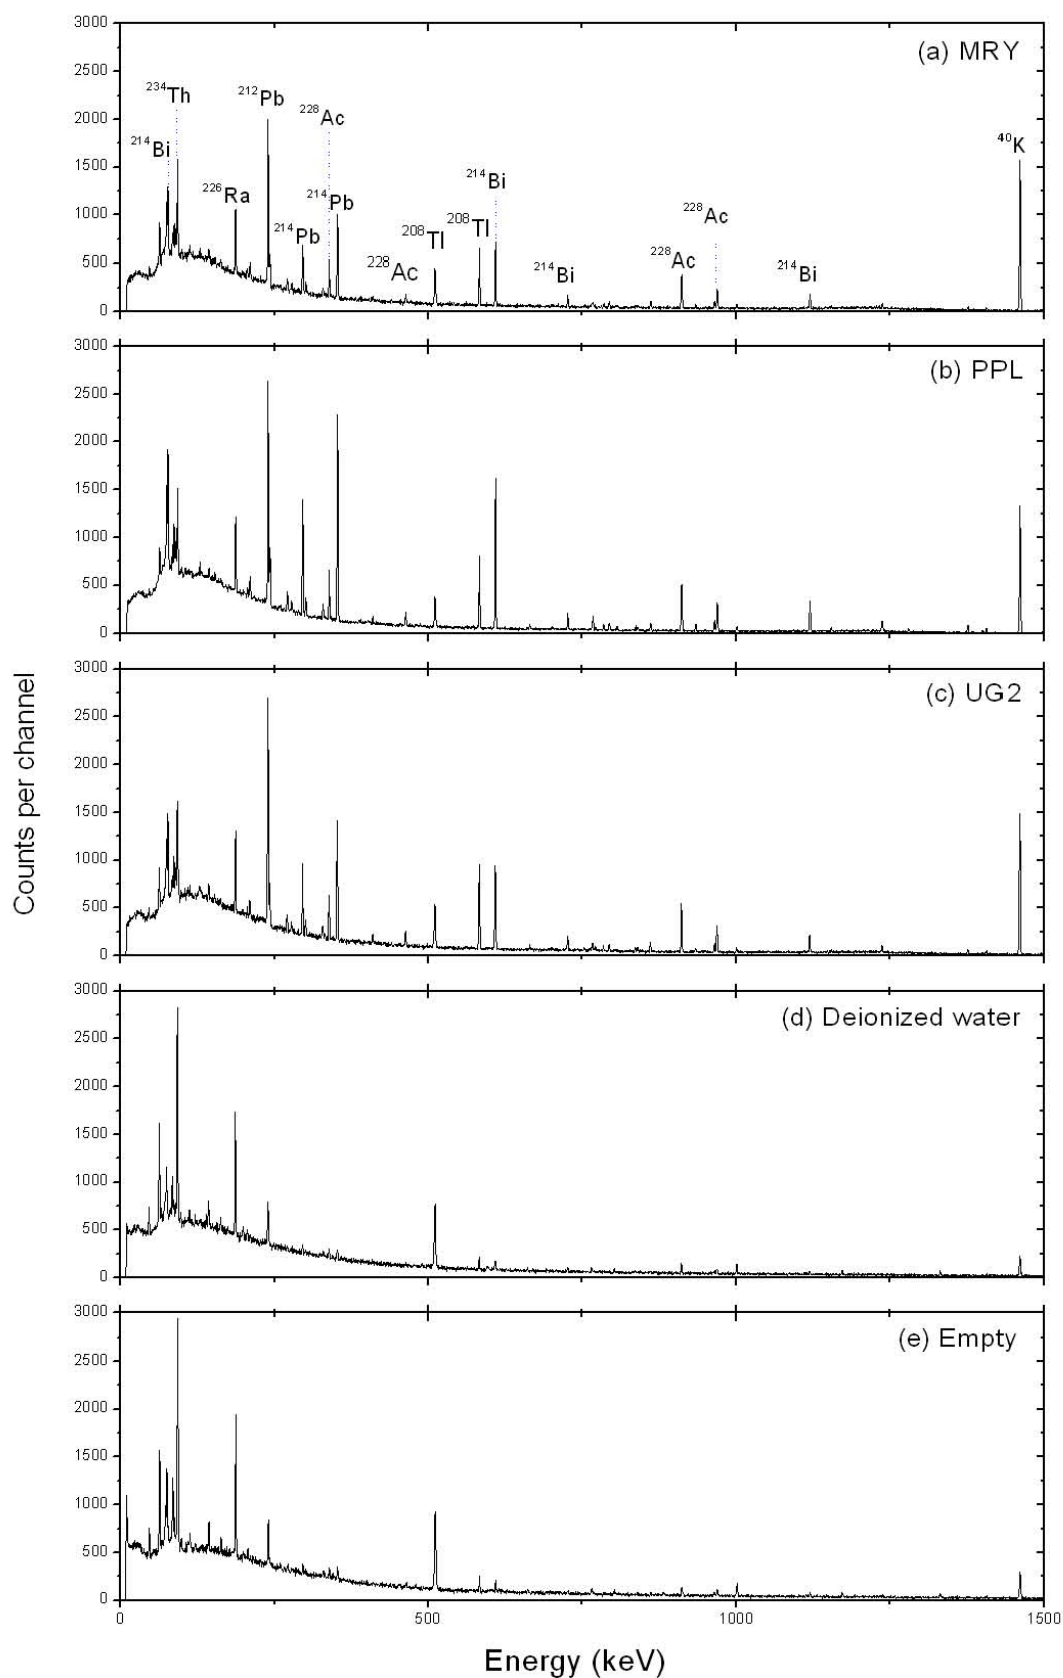 3000
(a) MRY
2500
²³⁴Th
²¹²Pb
2000
²²⁸Ac
²¹⁴Bi
⁴⁰K
1500
²²⁶Ra
²¹⁴Pb
²¹⁴Bi
1000
²⁰⁸Tl
²²⁸Ac
²¹⁴Pb
²⁰⁸Tl
500
²²⁸Ac
²¹⁴Bi
²²⁸Ac
²¹⁴Bi
0
3000
(b) PPL
2500
2000
1500
1000
500
0
Counts per channel
3000
(c) UG2
2500
2000
1500
1000
500
0
3000
(d) Deionized water
2500
2000
1500
1000
500
0
3000
(e) Empty
2500
2000
1500
1000
500
0
0 500 1000 1500
Energy (keV)